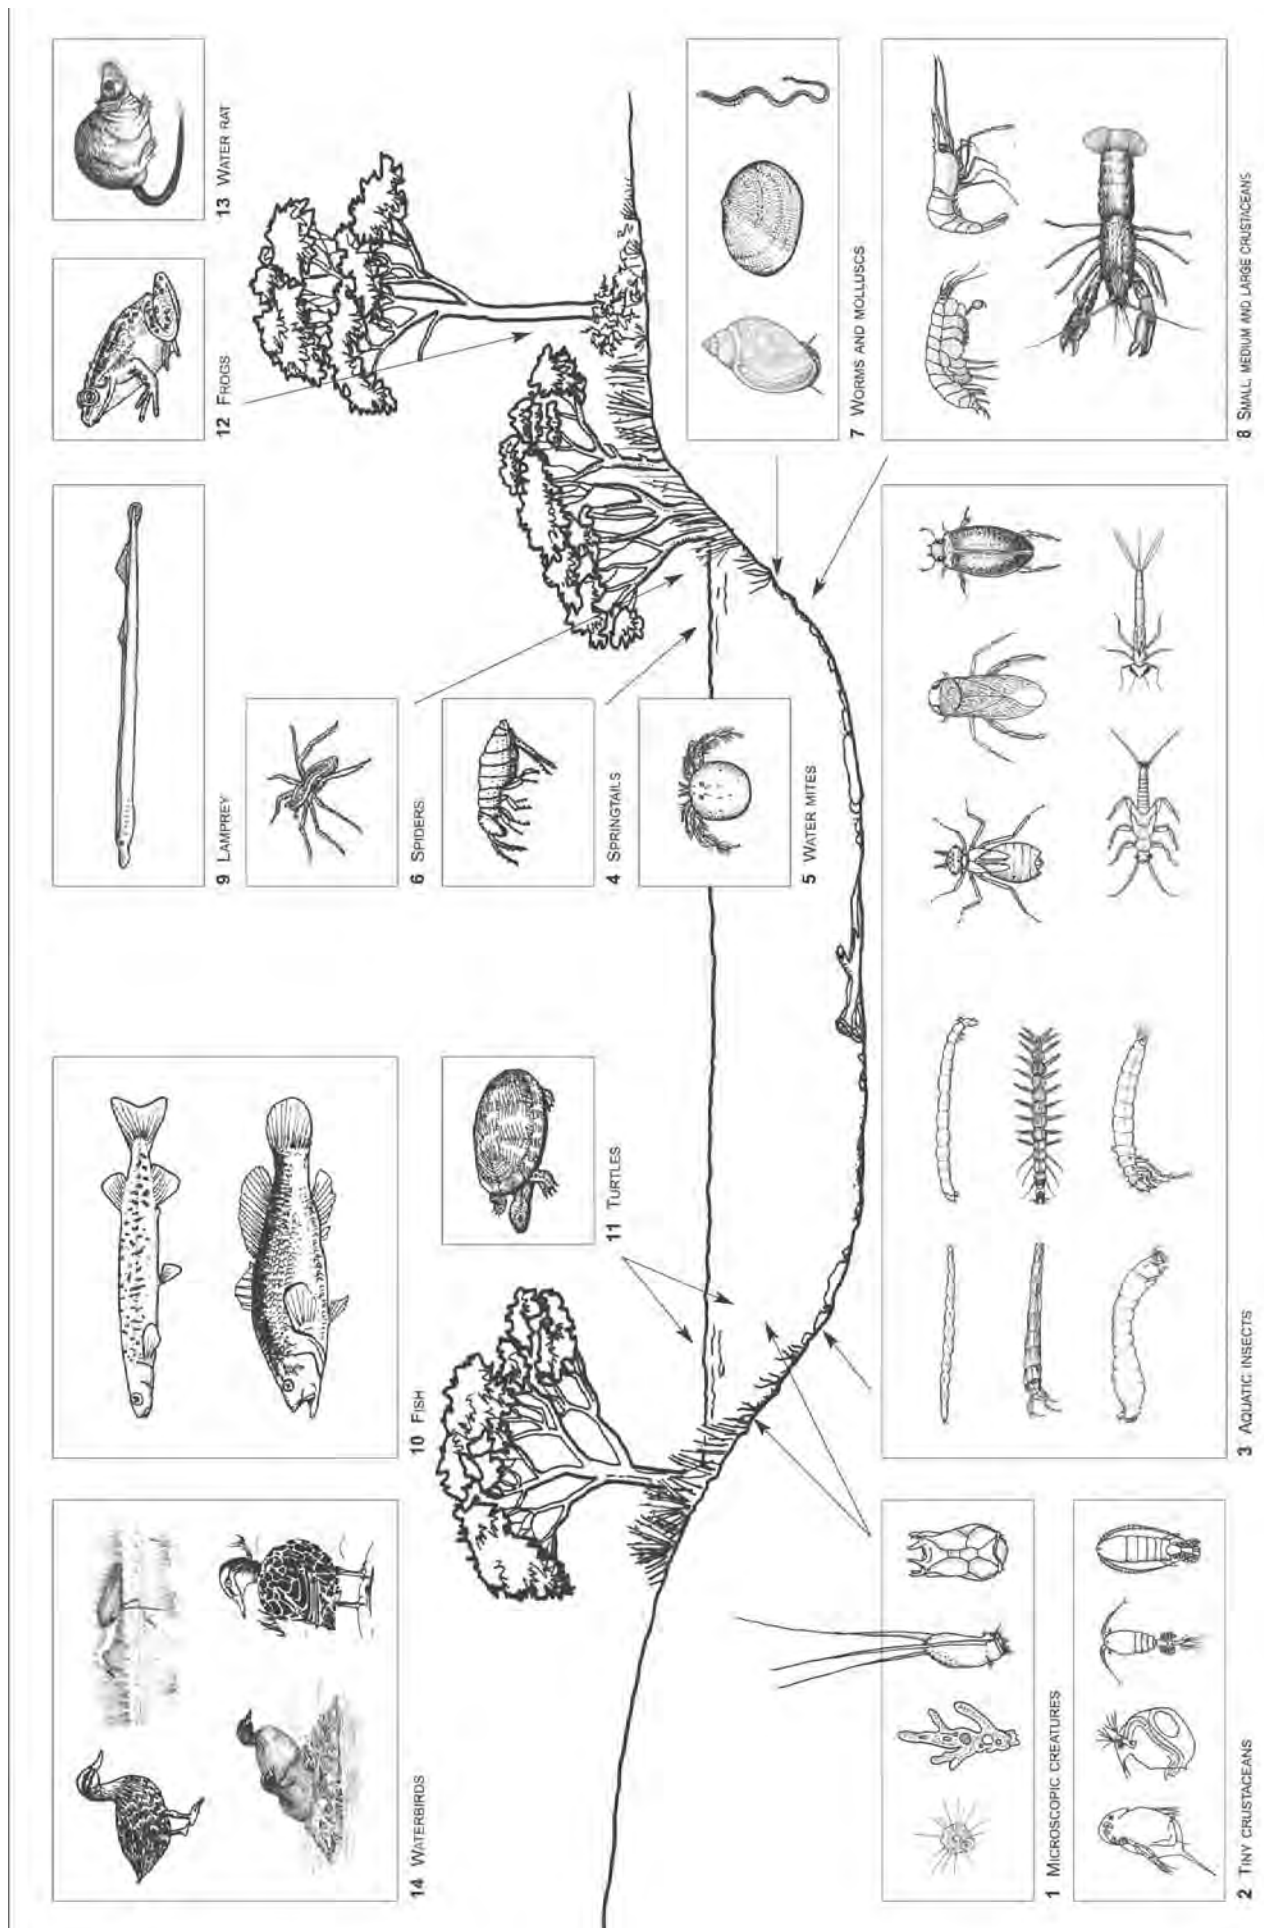 9 LAMPREY
12 FROGS
13 WATER RAT
14 WATERBIRDS
10 FISH
6 SPIDERS
11 TURTLES
4 SPRINGTAILS
5 WATER MITES
7 WORMS AND MOLLUSCS
1 MICROSCOPIC CREATURES
2 TINY CRUSTACEANS
3 AQUATIC INSECTS
8 SMALL, MEDIUM AND LARGE CRUSTACEANS